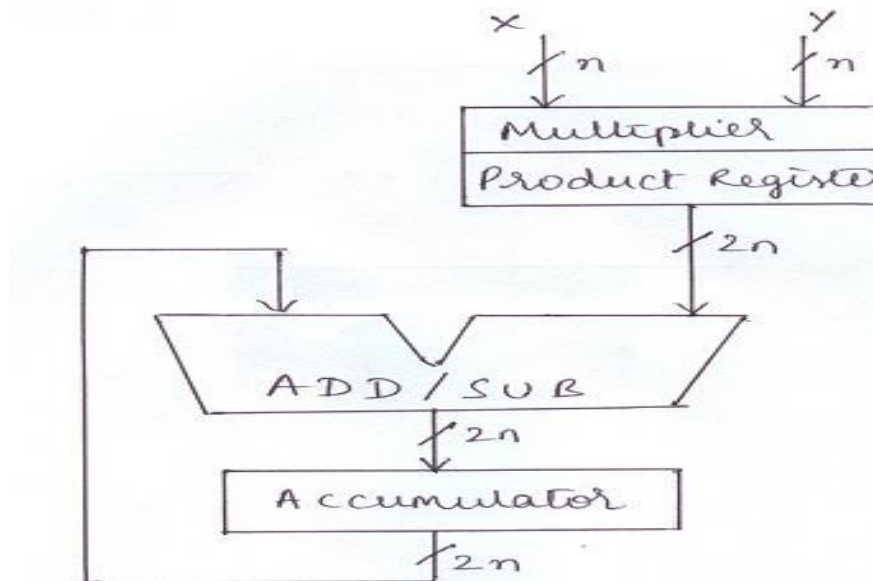 X Y
n n
Multiplier
Product Registe
2n
ADD/SUB
2n
Accumulator
2n